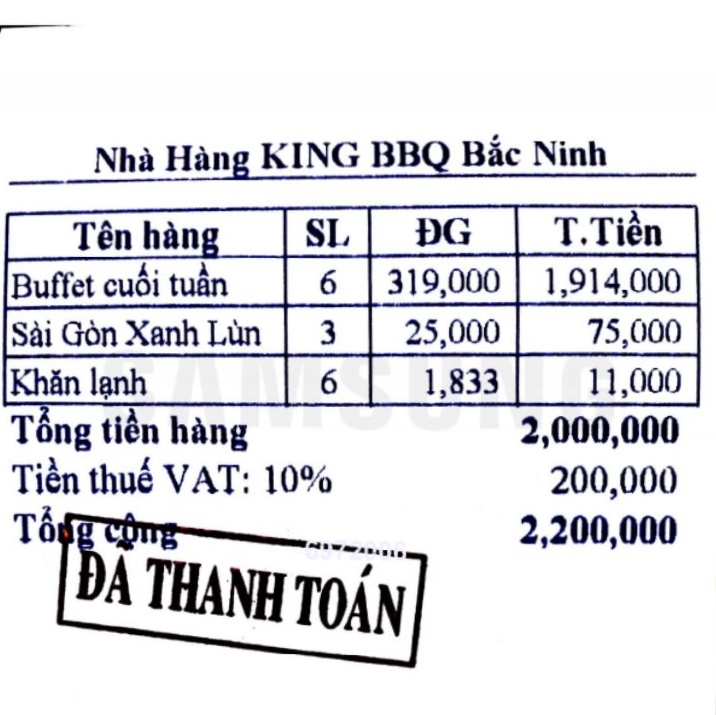 Nhà Hàng KING BBQ Bắc Ninh
Tên hàng SL ĐG T.Tiền
Buffet cuối tuần 6 319,000 1,914,000
Sài Gòn Xanh Lùn 3 25,000 75,000
Khăn lạnh 6 1,833 11,000
Tổng tiền hàng 2,000,000
Tiền thuế VAT: 10% 200,000
Tổng cộng 2,200,000
ĐÃ THANH TOÁN
SAMSUNG